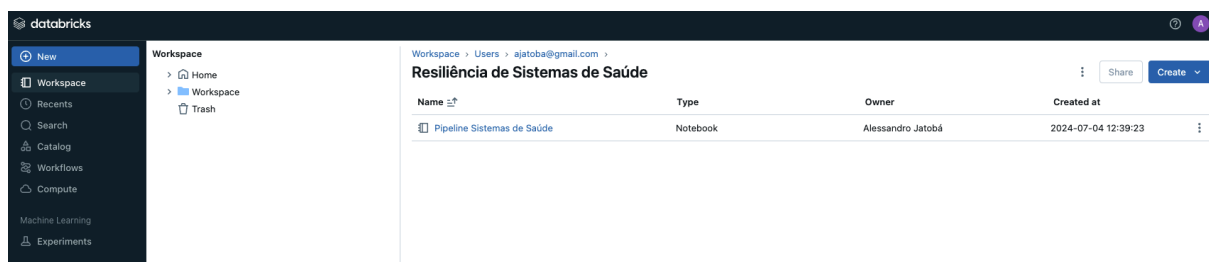 databricks
A
New
Workspace
Recents
Search
Catalog
Workflows
Compute
Machine Learning
Experiments
Workspace
Home
Workspace
Trash
Workspace > Users > ajatoba@gmail.com >
Resiliência de Sistemas de Saúde
Share
Create
Name Type Owner Created at
Pipeline Sistemas de Saúde Notebook Alessandro Jatobá 2024-07-04 12:39:23